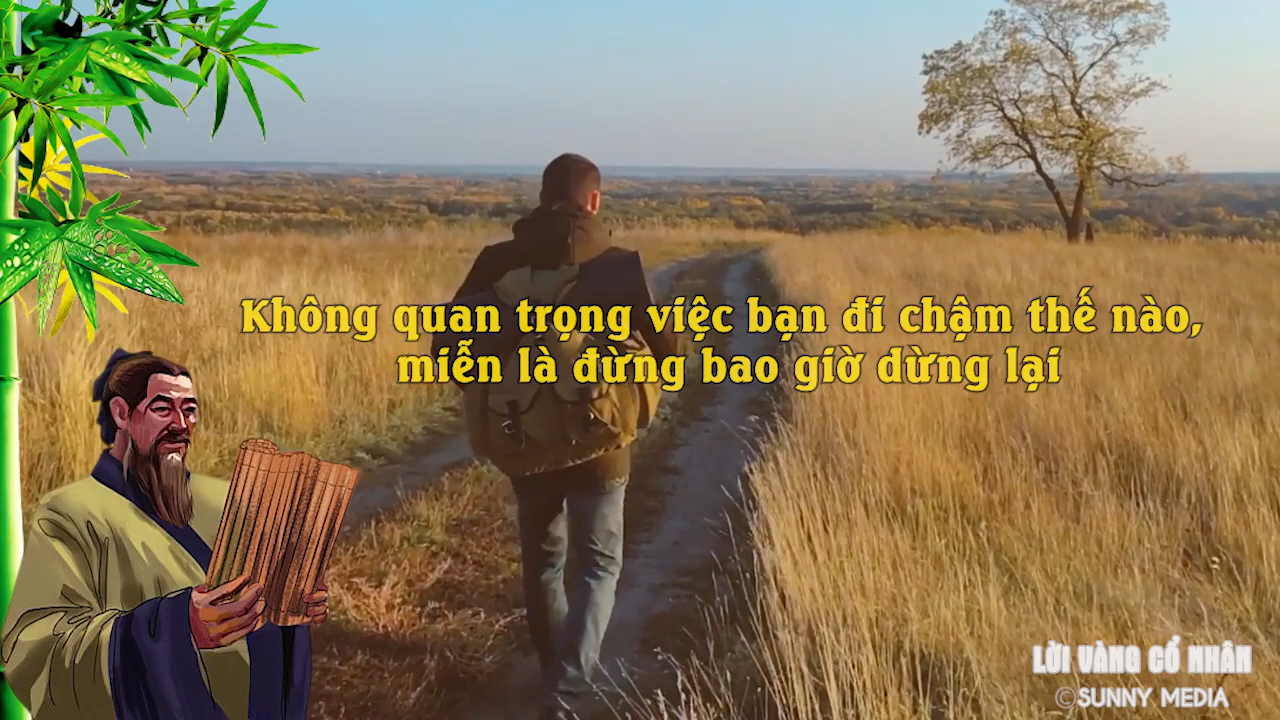 Không quan trọng việc bạn đi chậm thế nào,
miễn là đừng bao giờ dừng lại
LỜI VÀNG CỔ NHÂN
©SUNNY MEDIA